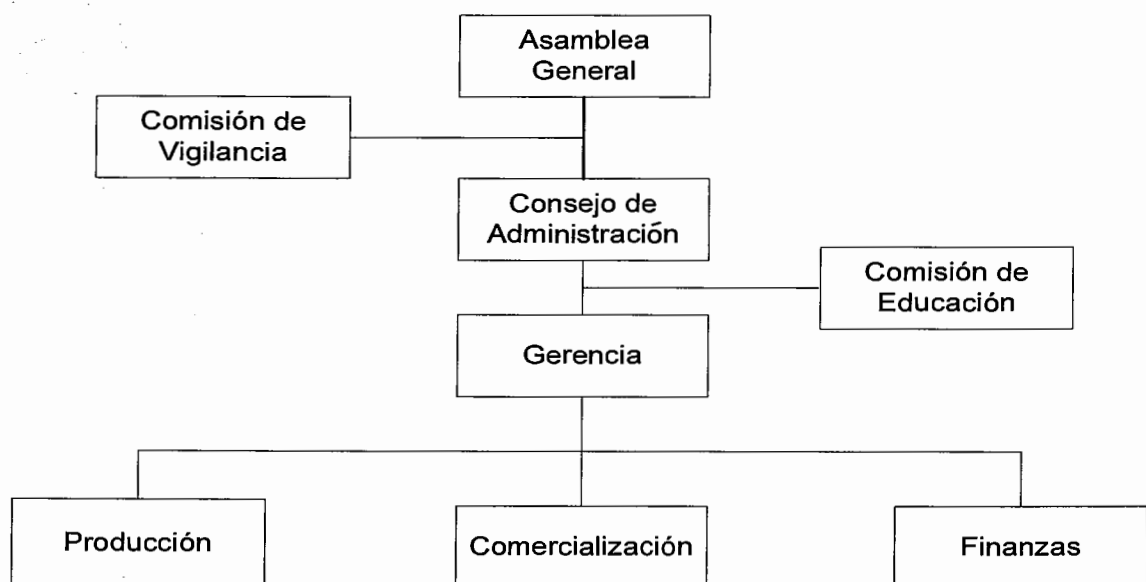 Asamblea
General
Comisión de
Vigilancia
Consejo de
Administración
Comisión de
Educación
Gerencia
Producción
Comercialización
Finanzas